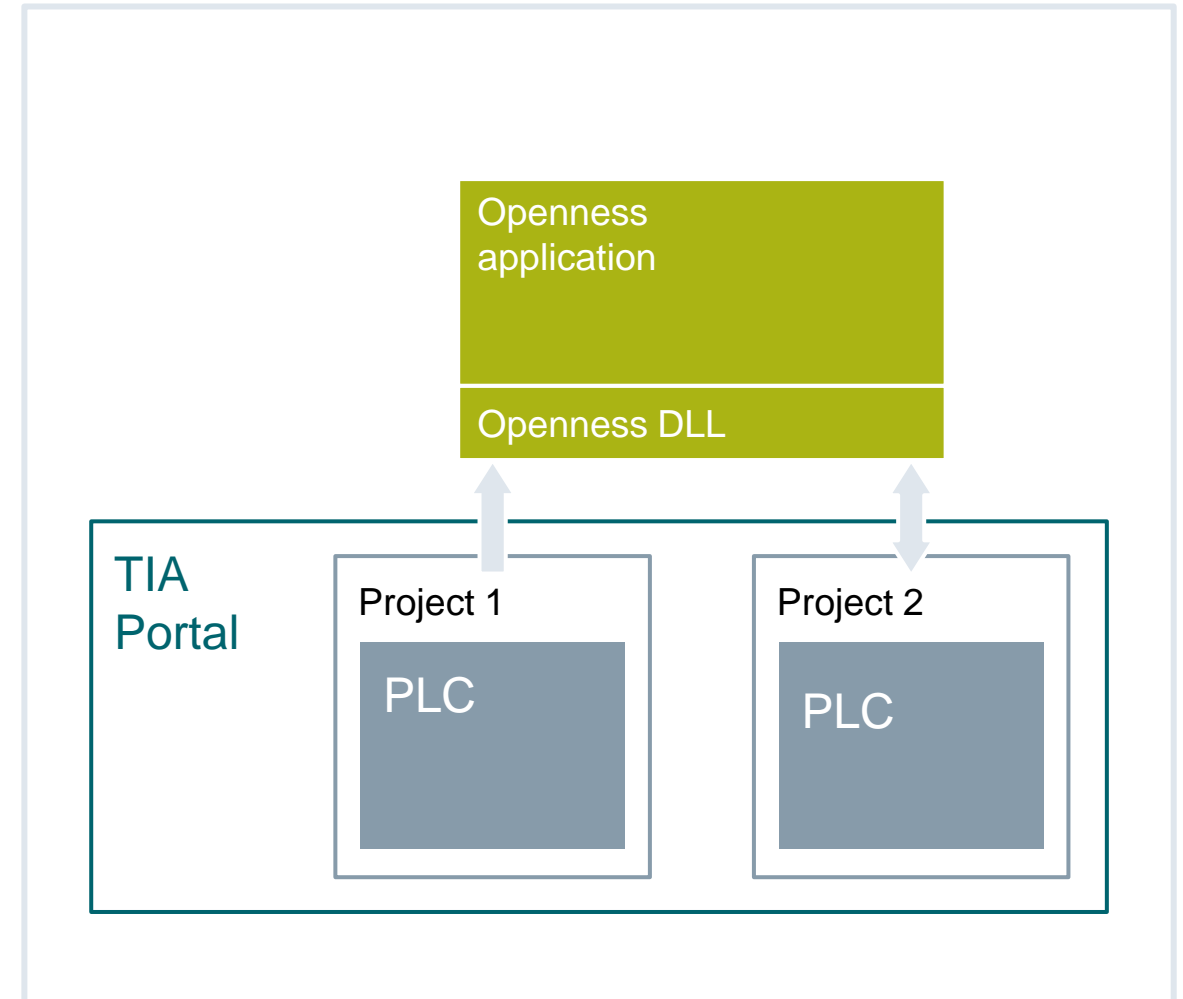 Openness
application
Openness DLL
TIA
Portal
Project 1
PLC
Project 2
PLC